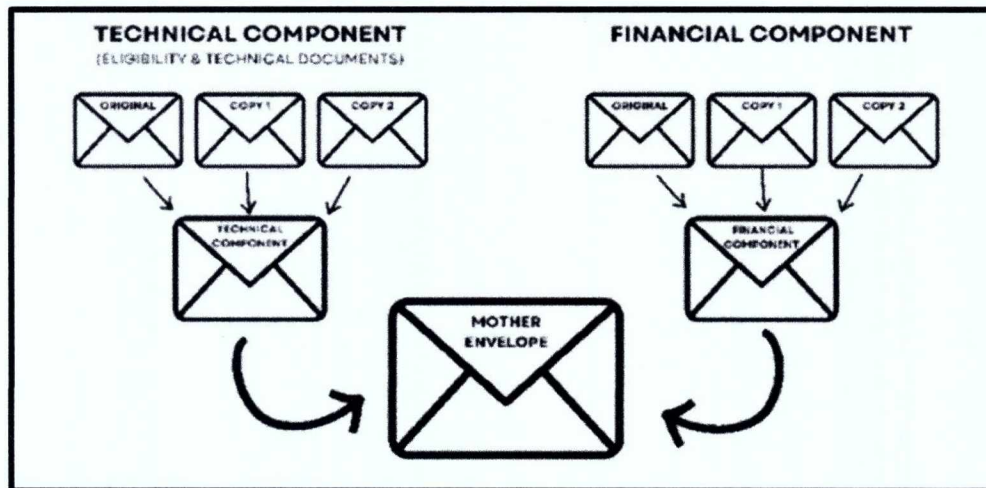 TECHNICAL COMPONENT
(ELIGIBILITY & TECHNICAL DOCUMENTS)
ORIGINAL
COPY 1
COPY 2
TECHNICAL
COMPONENT
FINANCIAL COMPONENT
ORIGINAL
COPY 1
COPY 2
FINANCIAL
COMPONENT
MOTHER
ENVELOPE